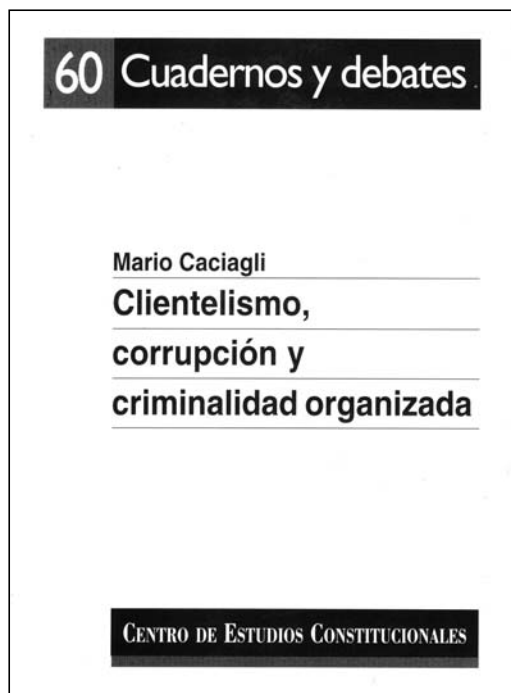 60 Cuadernos y debates
Mario Caciagli
Clientelismo,
corrupción y
criminalidad organizada
CENTRO DE ESTUDIOS CONSTITUCIONALES